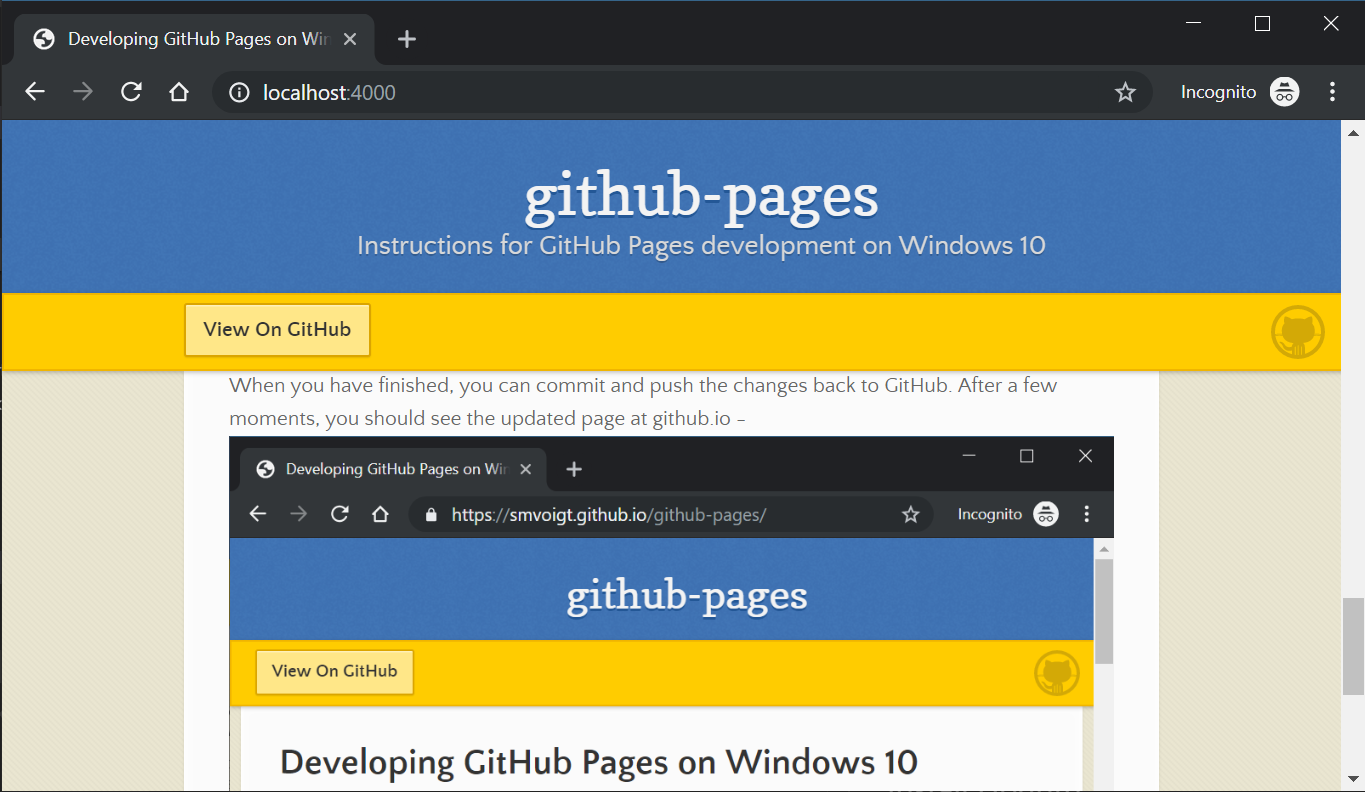 Developing GitHub Pages on Win
localhost:4000
Incognito
github-pages
Instructions for GitHub Pages development on Windows 10
View On GitHub
When you have finished, you can commit and push the changes back to GitHub. After a few
moments, you should see the updated page at github.io –
Developing GitHub Pages on Win
https://smvoigt.github.io/github-pages/
Incognito
github-pages
View On GitHub
Developing GitHub Pages on Windows 10